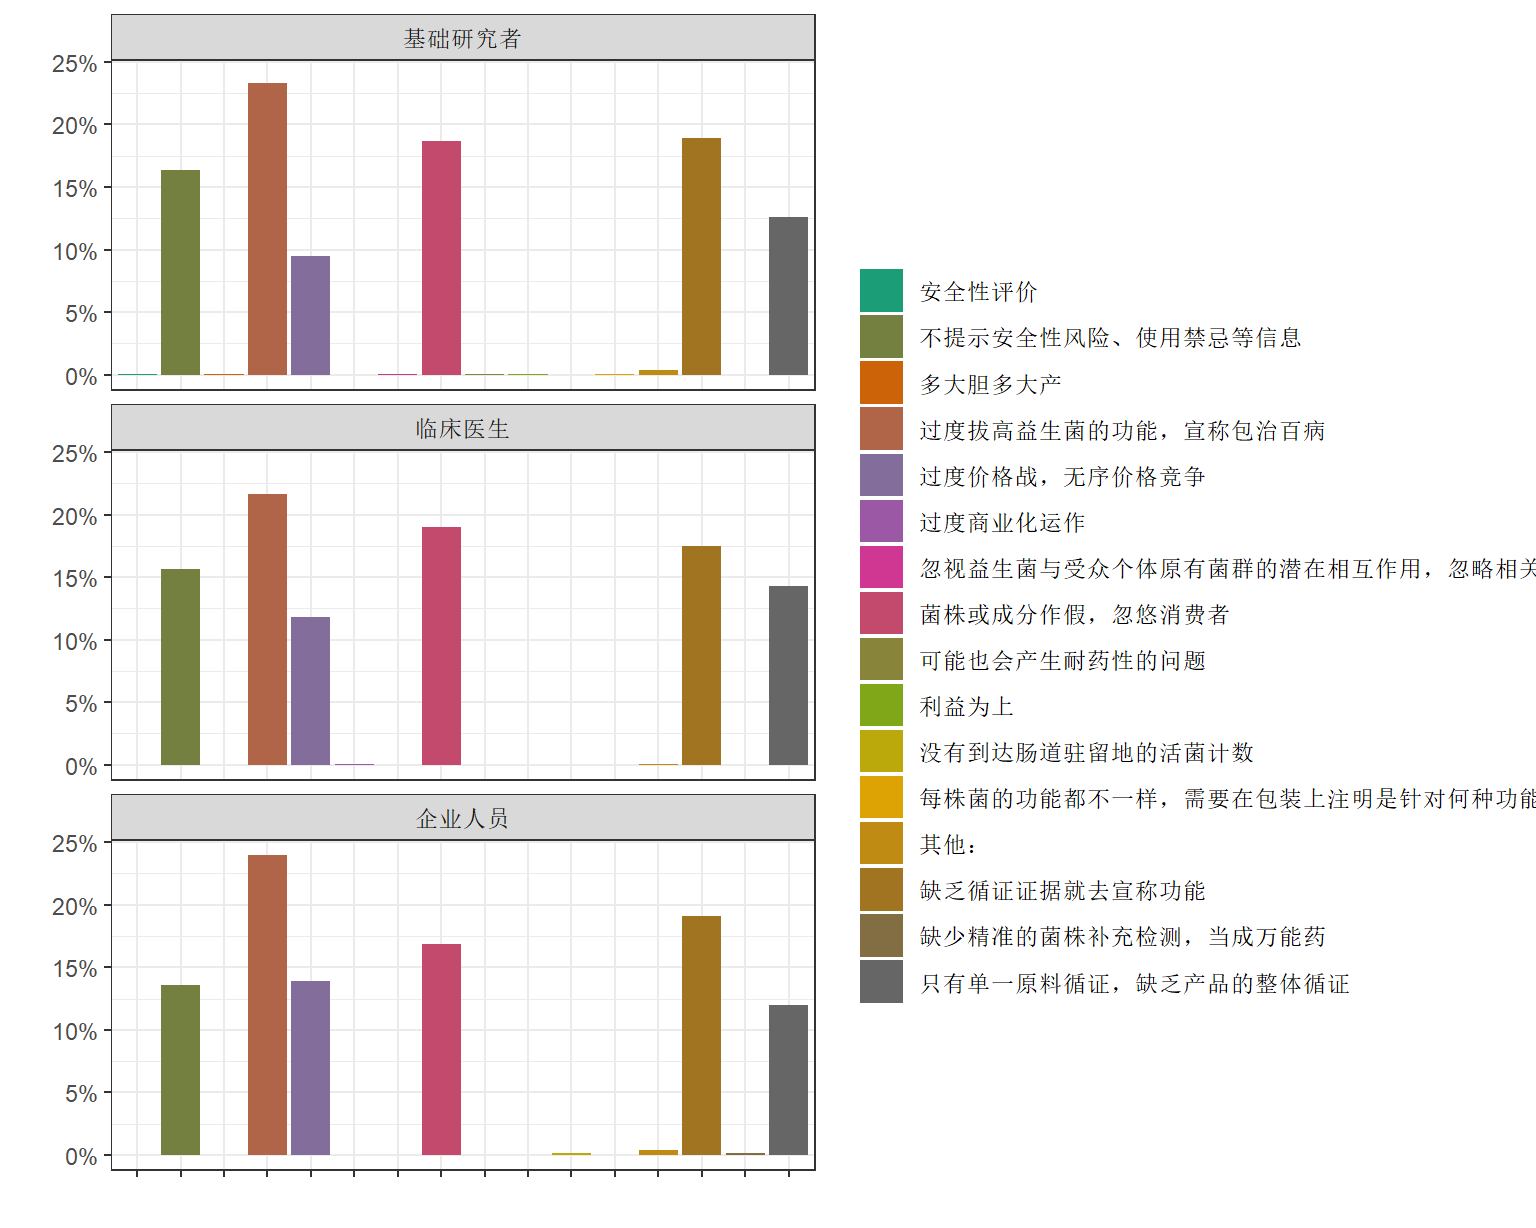 基础研究者
25%
20%
15%
10%
5%
0%
临床医生
25%
20%
15%
10%
5%
0%
企业人员
25%
20%
15%
10%
5%
0%
安全性评价
不提示安全性风险、使用禁忌等信息
多大胆多大产
过度拔高益生菌的功能，宣称包治百病
过度价格战，无序价格竞争
过度商业化运作
忽视益生菌与受众个体原有菌群的潜在相互作用，忽略相关
菌株或成分作假，忽悠消费者
可能也会产生耐药性的问题
利益为上
没有到达肠道驻留地的活菌计数
每株菌的功能都不一样，需要在包装上注明是针对何种功能
其他：
缺乏循证证据就去宣称功能
缺少精准的菌株补充检测，当成万能药
只有单一原料循证，缺乏产品的整体循证